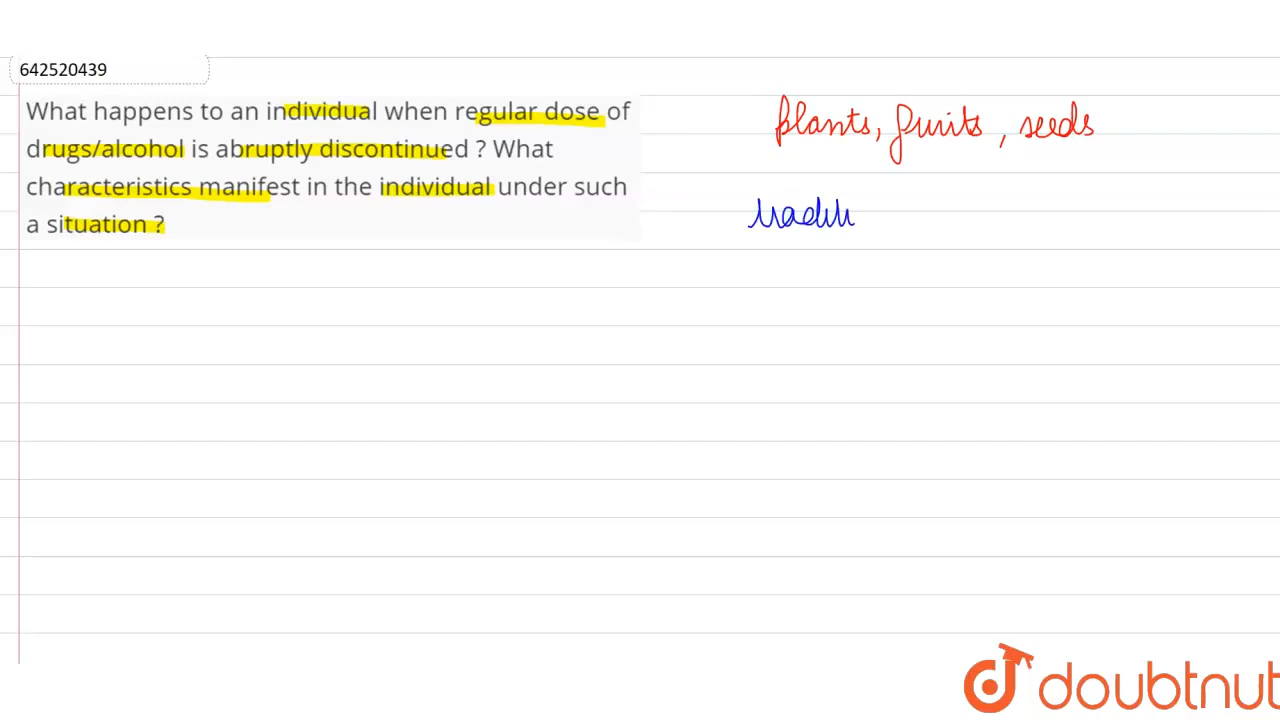 642520439
What happens to an individual when regular dose of
drugs/alcohol is abruptly discontinued ? What
characteristics manifest in the individual under such
a situation ?
plants, fruits, seeds
doubtnut